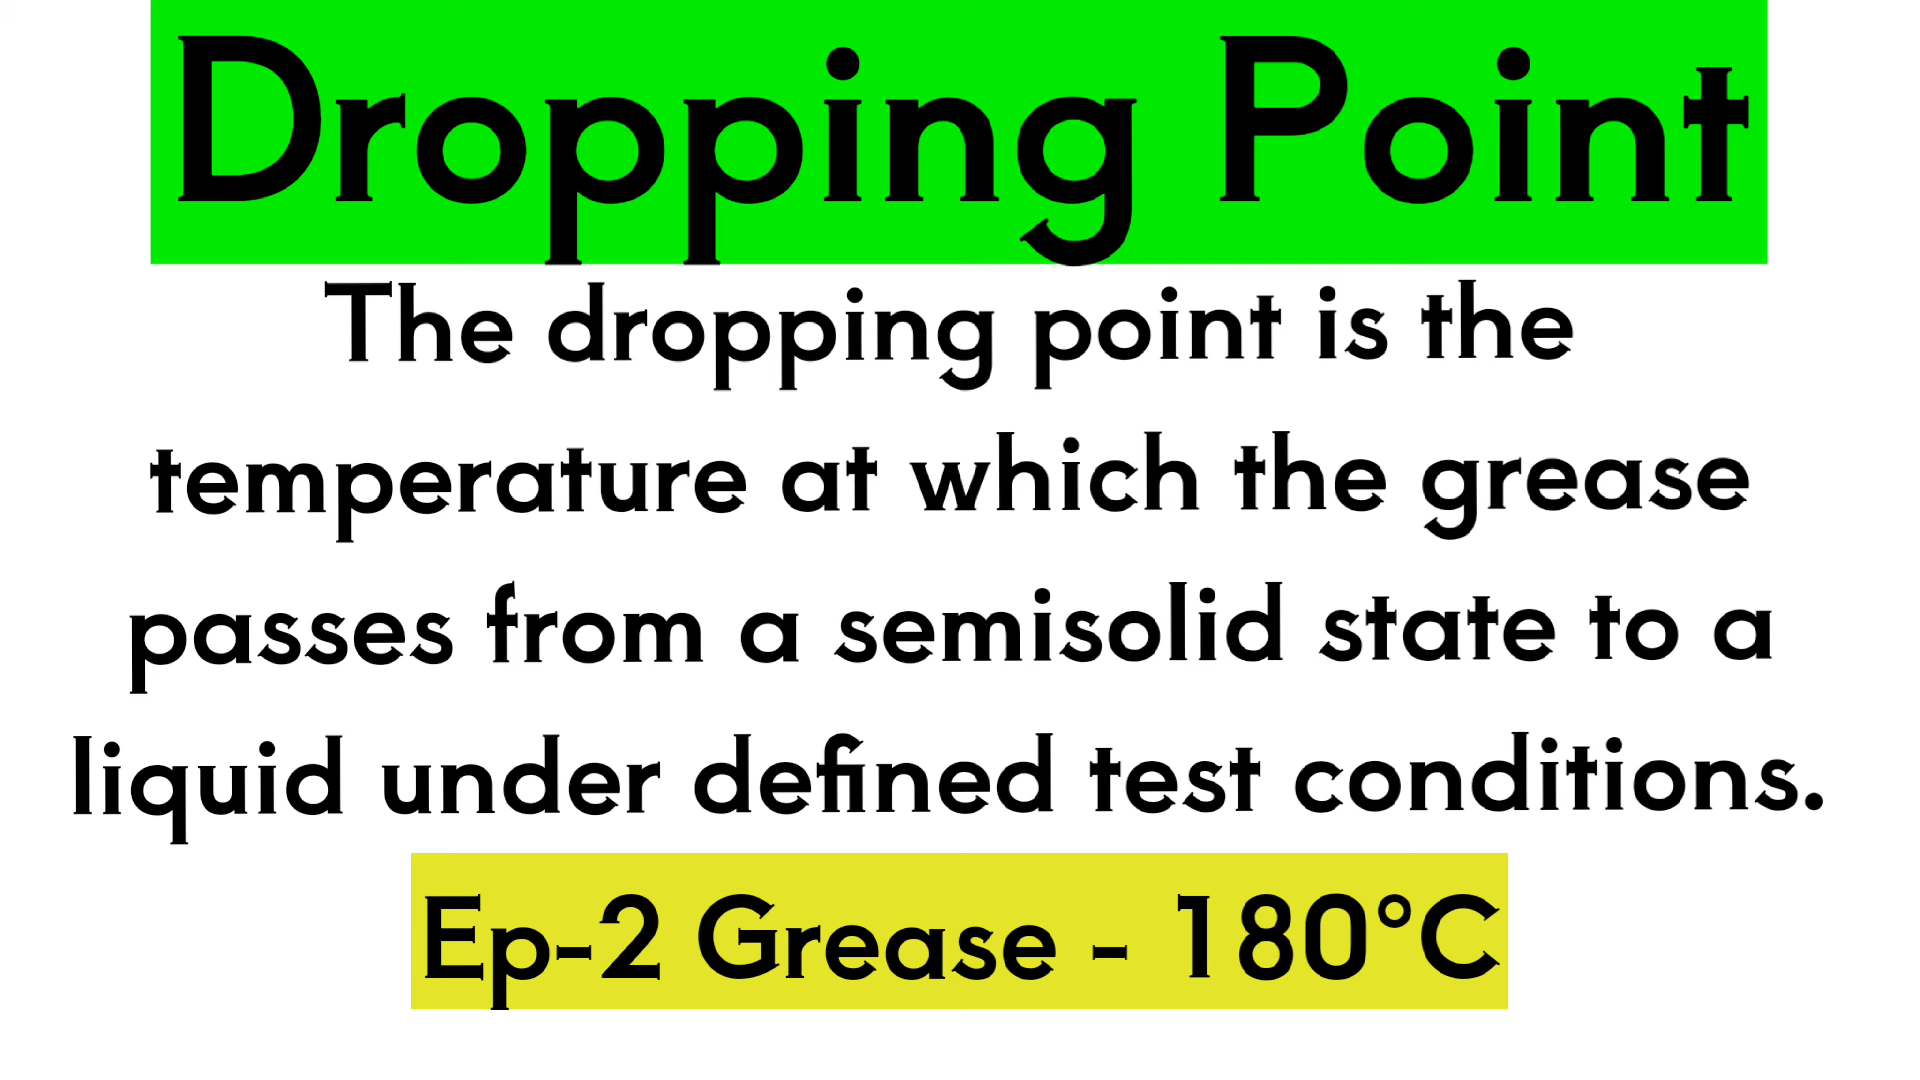 Dropping Point
The dropping point is the
temperature at which the grease
passes from a semisolid state to a
liquid under defined test conditions.
Ep-2 Grease - 180°C